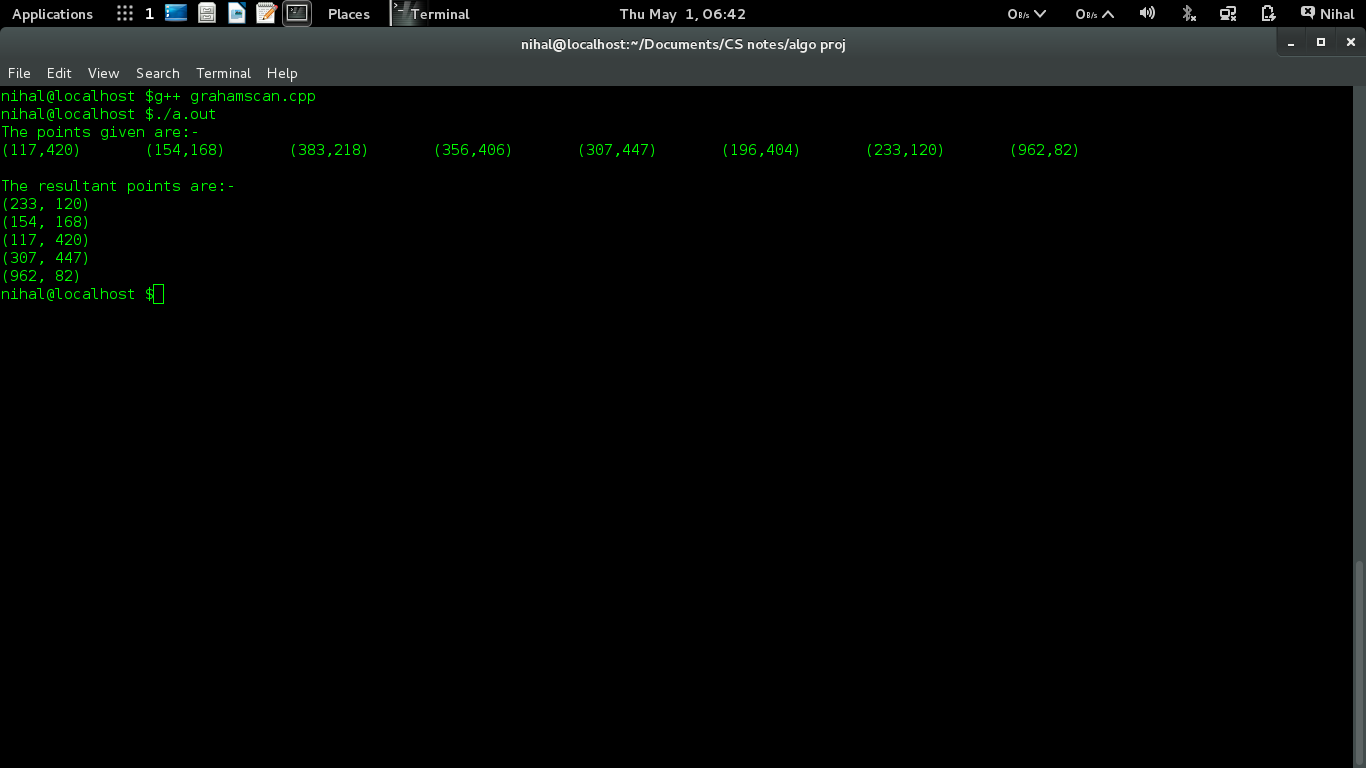 Applications 1 Places Terminal Thu May 1, 06:42 0 B/s 0 B/s Nihal
nihal@localhost:~/Documents/CS notes/algo proj
File Edit View Search Terminal Help
nihal@localhost $g++ grahamscan.cpp
nihal@localhost $./a.out
The points given are:-
(117,420) (154,168) (383,218) (356,406) (307,447) (196,404) (233,120) (962,82)
The resultant points are:-
(233, 120)
(154, 168)
(117, 420)
(307, 447)
(962, 82)
nihal@localhost $